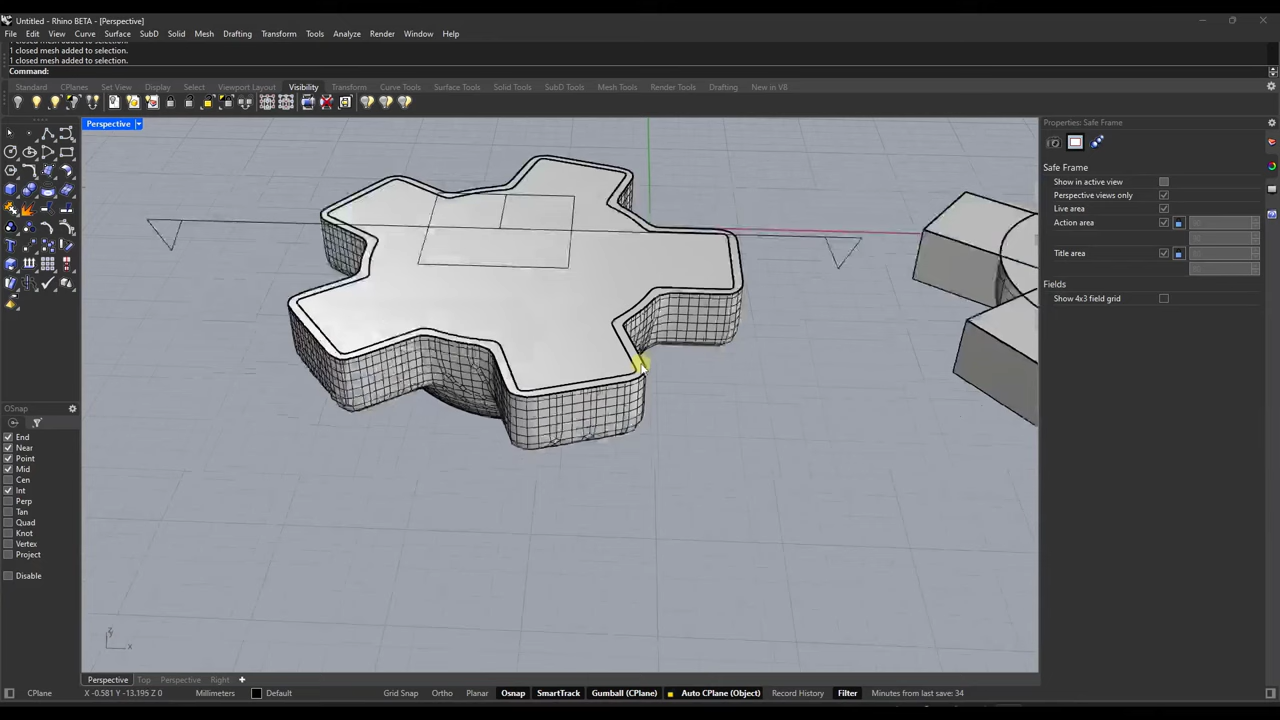 Untitled - Rhino BETA - [Perspective]
File Edit View Curve Surface SubD Solid Mesh Drafting Transform Tools Analyze Render Window Help
1 closed mesh added to selection.
1 closed mesh added to selection.
Command:
Standard CPlanes Set View Display Select Viewport Layout Visibility Transform Curve Tools Surface Tools Solid Tools SubD Tools Mesh Tools Render Tools Drafting New in V8
Perspective
Properties: Safe Frame
Safe Frame
Show in active view
Perspective views only
Live area
Action area
Title area
Fields
Show 4x3 field grid
OSnap
End
Near
Point
Mid
Cen
Int
Perp
Tan
Quad
Knot
Vertex
Project
Disable
y
x
Perspective Top Perspective Right
CPlane X -0.581 Y -13.195 Z 0 Millimeters Default Grid Snap Ortho Planar Osnap SmartTrack Gumball (CPlane) Auto CPlane (Object) Record History Filter Minutes from last save: 34